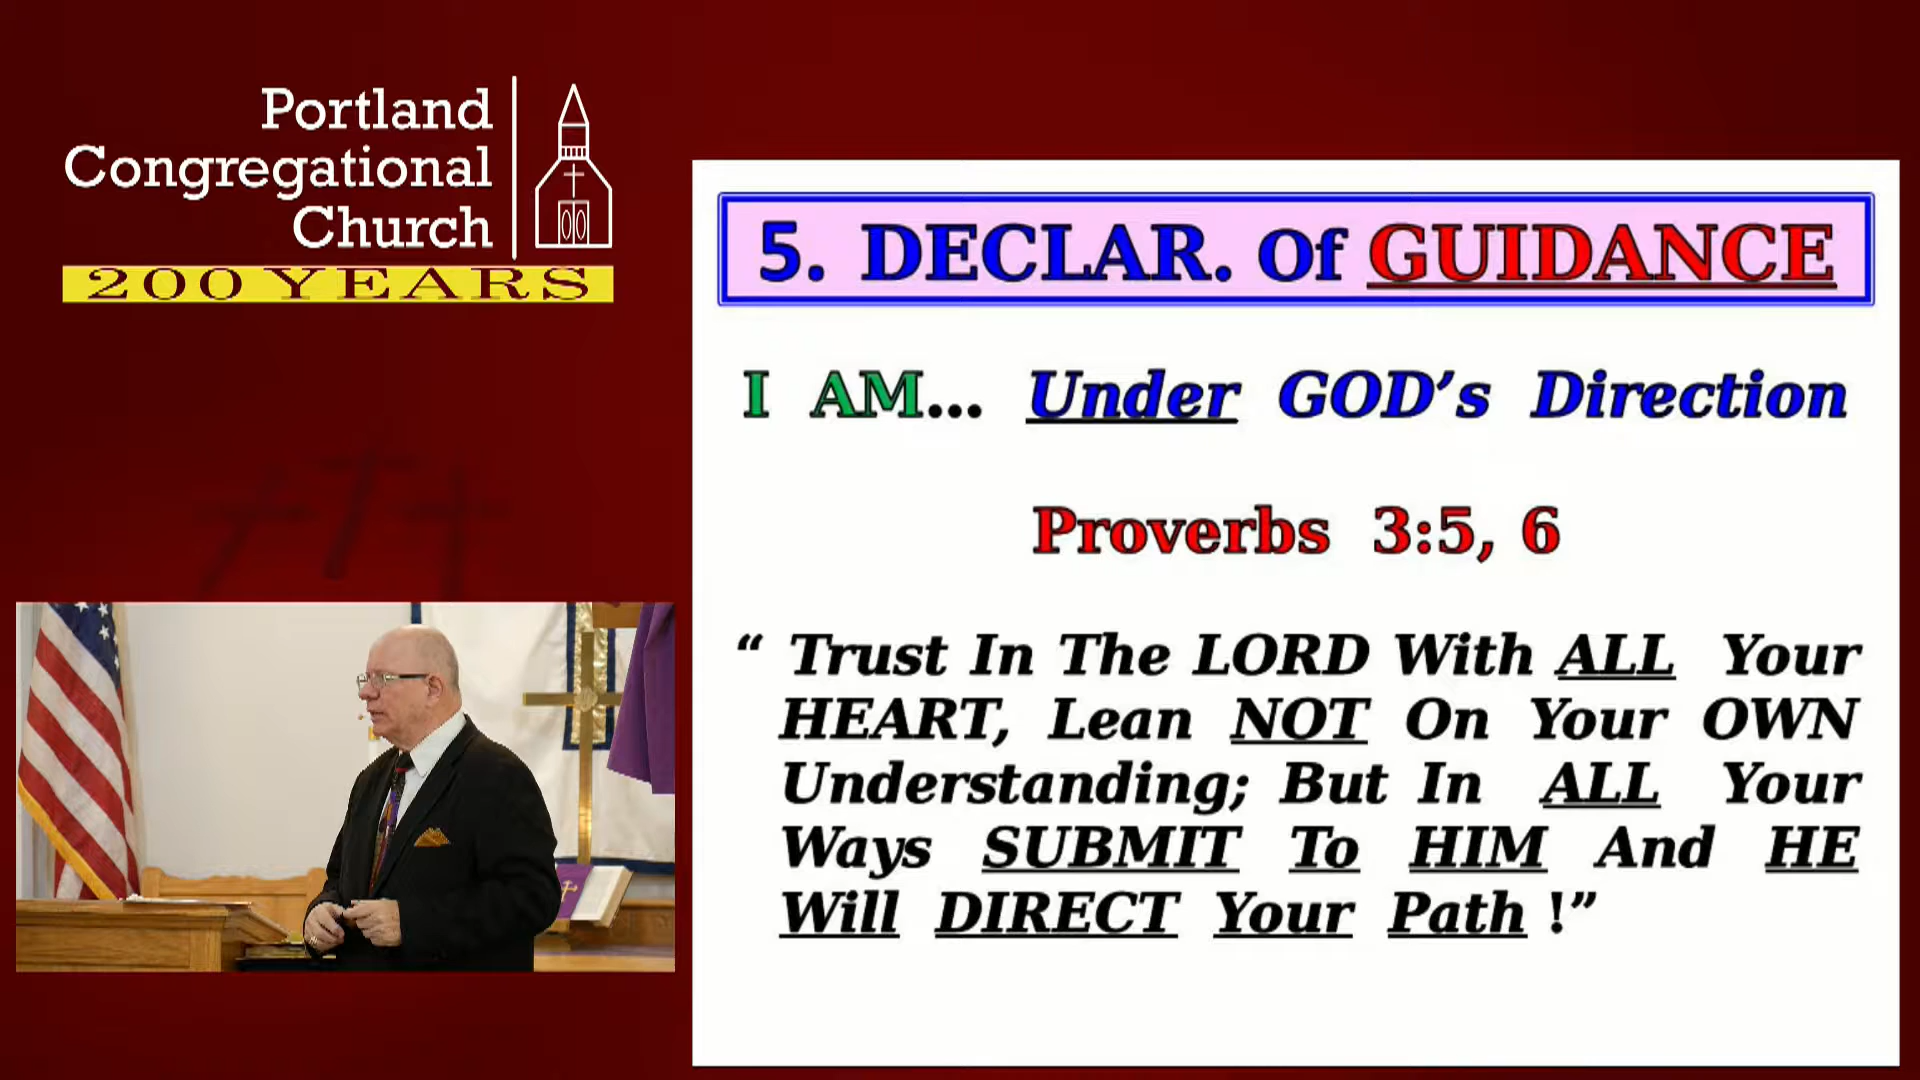 Portland
Congregational
Church
200 YEARS
5. DECLAR. Of GUIDANCE
I AM... Under GOD’s Direction
Proverbs 3:5, 6
“ Trust In The LORD With ALL Your
HEART, Lean NOT On Your OWN
Understanding; But In ALL Your
Ways SUBMIT To HIM And HE
Will DIRECT Your Path !”